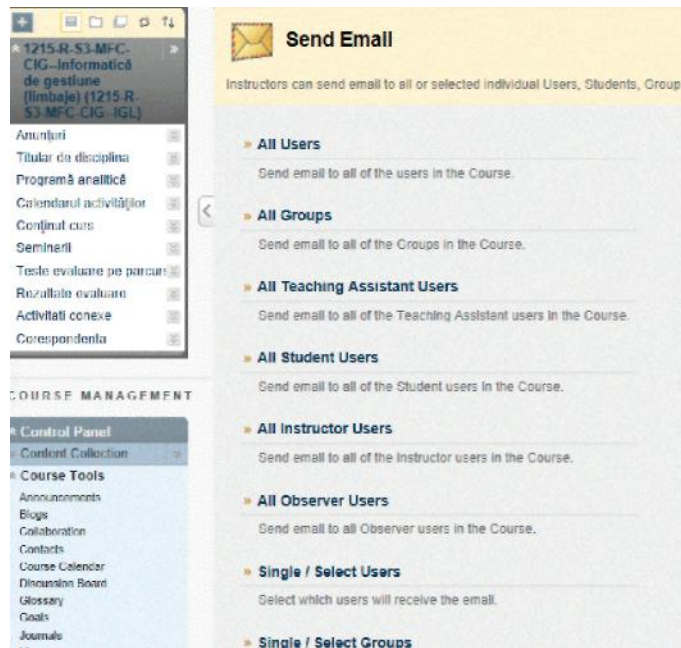 1215-R-S3-MFC-
CIG--Informatică
de gestiune
(limbaje) (1215-R-
S3-MFC-CIG--IGL)
Anunțuri
Titular de disciplina
Programă analitică
Calendarul activităților
Conținut curs
Seminarii
Teste evaluare pe parcurs
Rezultate evaluare
Activitati conexe
Corespondenta
COURSE MANAGEMENT
Control Panel
Content Collection
Course Tools
Announcements
Blogs
Collaboration
Contacts
Course Calendar
Discussion Board
Glossary
Goals
Journals
Send Email
Instructors can send email to all or selected individual Users, Students, Group
» All Users
Send email to all of the users in the Course.
» All Groups
Send email to all of the Groups in the Course.
» All Teaching Assistant Users
Send email to all of the Teaching Assistant users in the Course.
» All Student Users
Send email to all of the Student users in the Course.
» All Instructor Users
Send email to all of the Instructor users in the Course.
» All Observer Users
Send email to all Observer users in the Course.
» Single / Select Users
Select which users will receive the email.
» Single / Select Groups